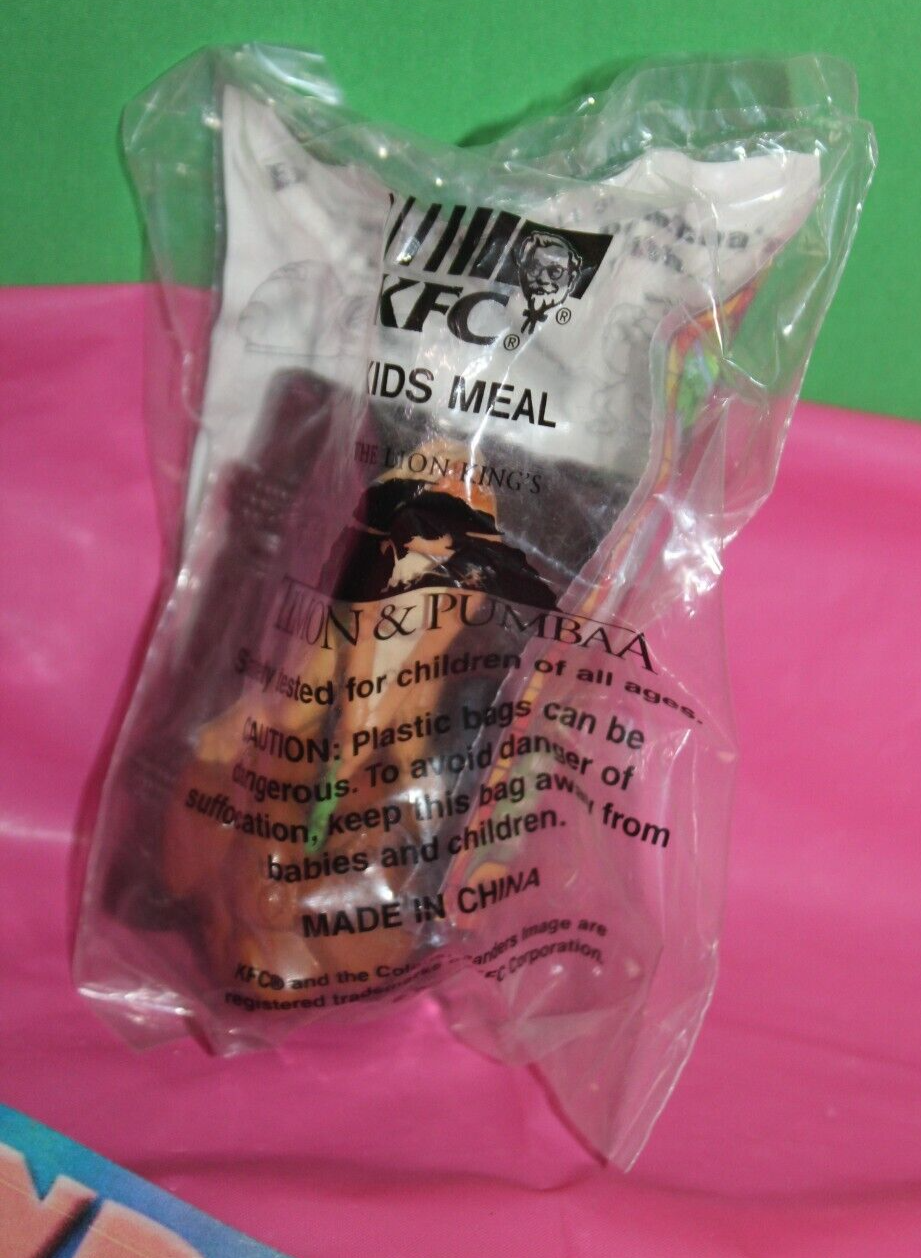 KFC®
®
KIDS MEAL
THE LION KING'S
TIMON & PUMBAA
Safety tested for children of all ages.
CAUTION: Plastic bags can be
dangerous. To avoid danger of
suffocation, keep this bag away from
babies and children.
MADE IN CHINA
KFC® and the Colonel Sanders image are
registered trademarks KFC Corporation.